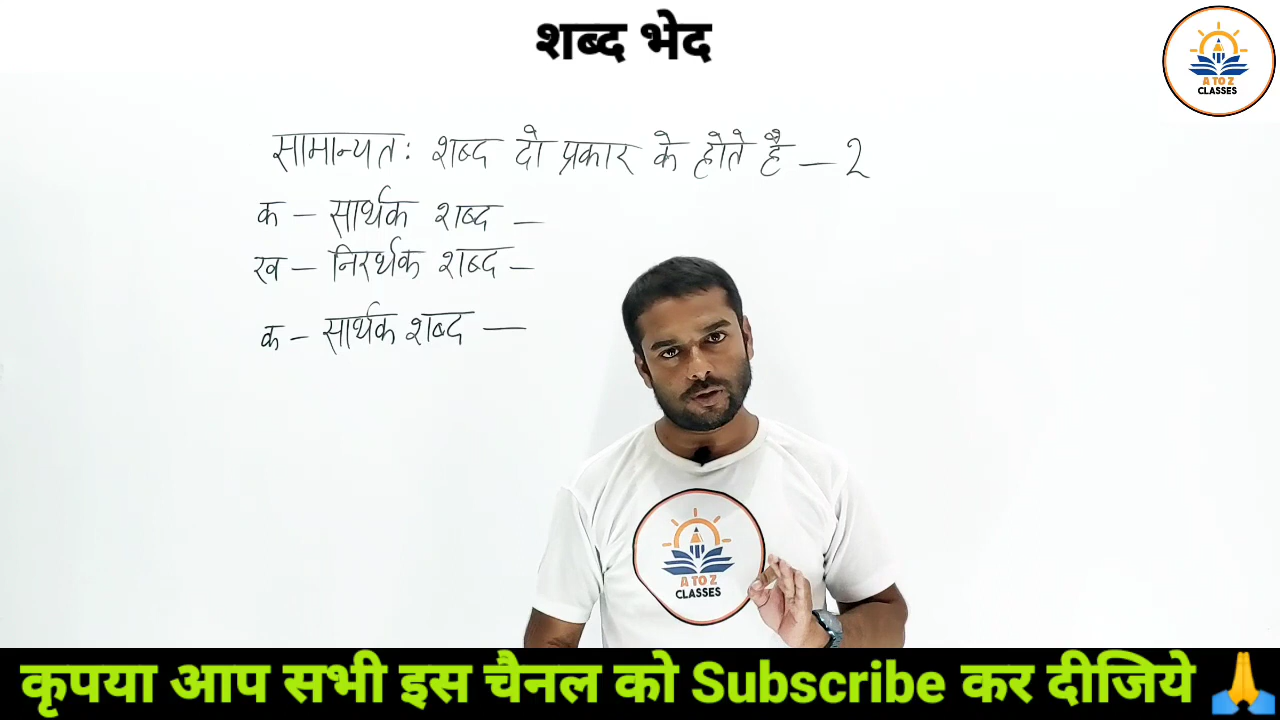 शब्द भेद
A TO Z
CLASSES
सामान्यत: शब्द दो प्रकार के होते है — 2
क – सार्थक शब्द –
ख – निरर्थक शब्द –
क – सार्थक शब्द —
A TO Z
CLASSES
कृपया आप सभी इस चैनल को Subscribe कर दीजिये 🙏